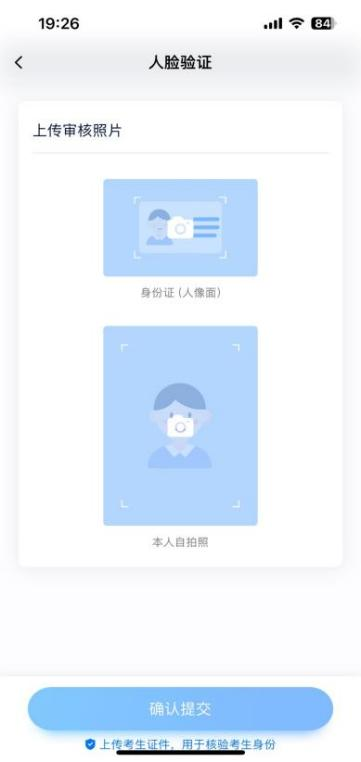 19:26
84
人脸验证
上传审核照片
身份证 (人像面)
本人自拍照
确认提交
上传考生证件，用于核验考生身份